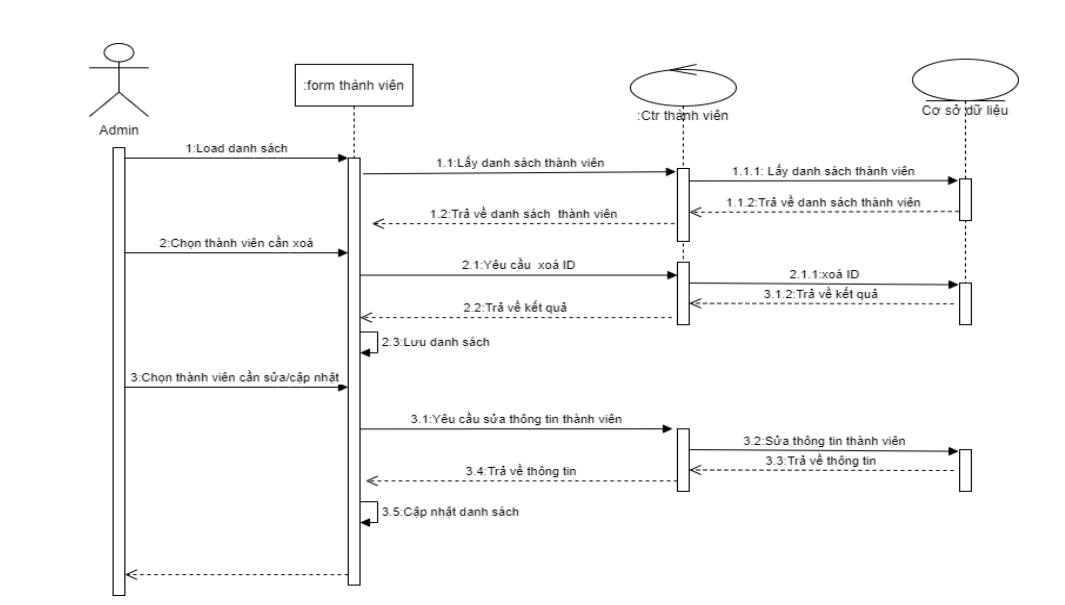 :form thành viên
:Ctr thành viên
Cơ sở dữ liệu
Admin
1:Load danh sách
1.1:Lấy danh sách thành viên
1.1.1: Lấy danh sách thành viên
1.1.2:Trả về danh sách thành viên
1.2:Trả về danh sách  thành viên
2:Chọn thành viên cần xoá
2.1:Yêu cầu  xoá ID
2.1.1:xoá ID
3.1.2:Trả về kết quả
2.2:Trả về kết quả
2.3:Lưu danh sách
3:Chọn thành viên cần sửa/cập nhật
3.1:Yêu cầu sửa thông tin thành viên
3.2:Sửa thông tin thành viên
3.3:Trả về thông tin
3.4:Trả về thông tin
3.5:Cập nhật danh sách